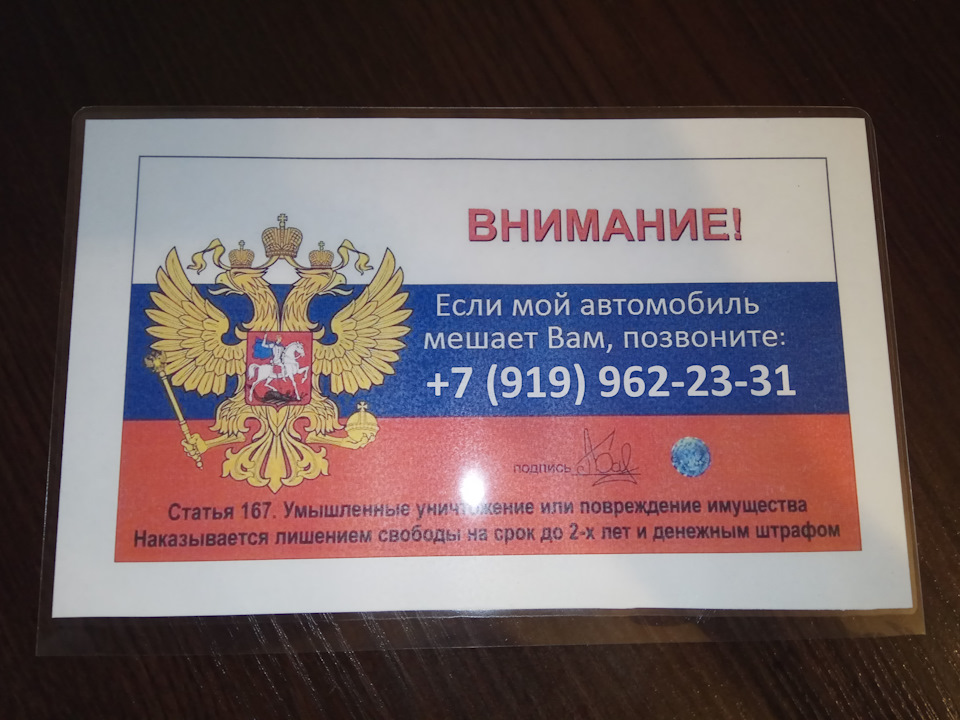 ВНИМАНИЕ!
Если мой автомобиль
мешает Вам, позвоните:
+7 (919) 962-23-31
подпись
Статья 167. Умышленные уничтожение или повреждение имущества
Наказывается лишением свободы на срок до 2-х лет и денежным штрафом